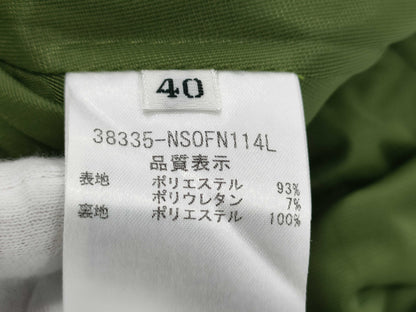 40
38335-NSOFN114L
品質表示
表地 ポリエステル 93%
ポリウレタン 7%
裏地 ポリエステル 100%